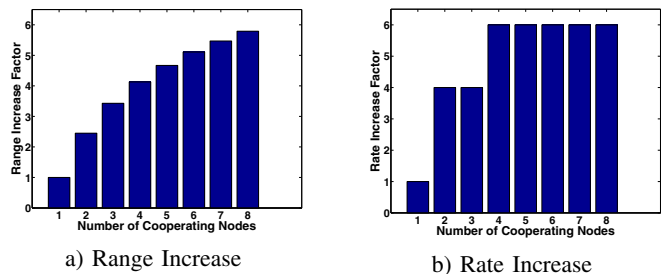 6
5
4
3
2
1
0
Range Increase Factor
1 2 3 4 5 6 7 8
Number of Cooperating Nodes
a) Range Increase
6
5
4
3
2
1
0
Rate Increase Factor
1 2 3 4 5 6 7 8
Number of Cooperating Nodes
b) Rate Increase